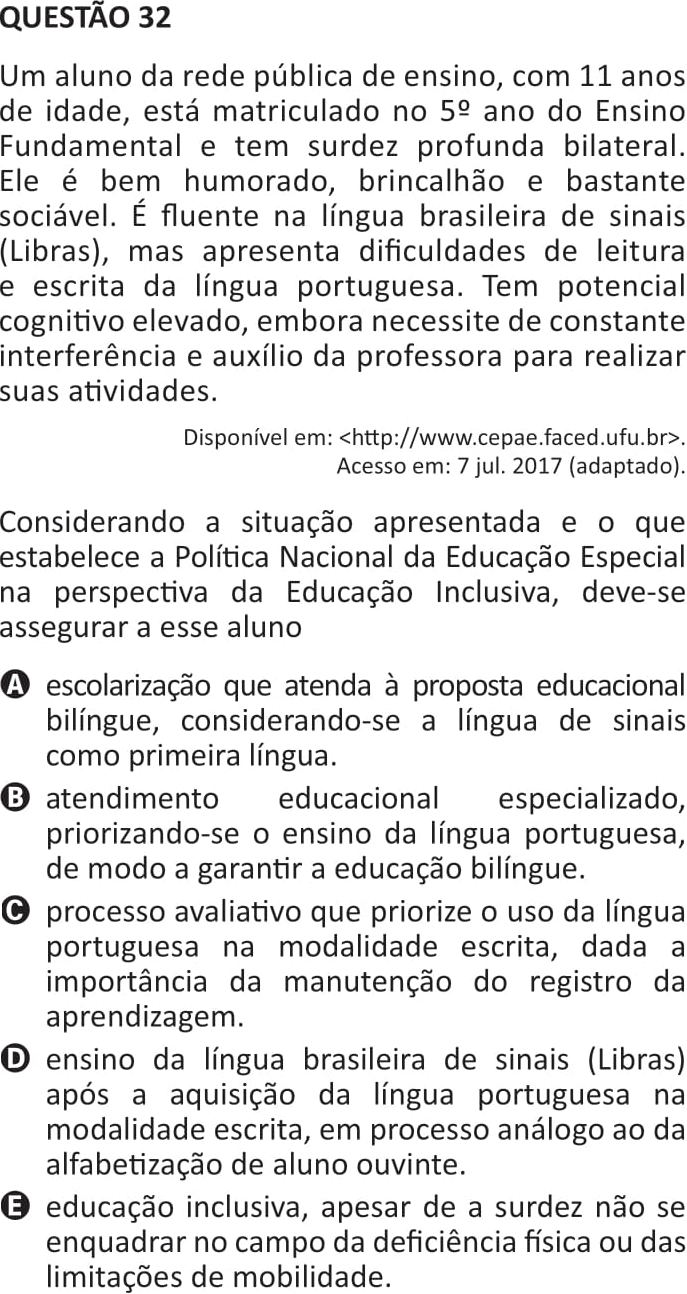 QUESTÃO 32
Um aluno da rede pública de ensino, com 11 anos
de idade, está matriculado no 5º ano do Ensino
Fundamental e tem surdez profunda bilateral.
Ele é bem humorado, brincalhão e bastante
sociável. É fluente na língua brasileira de sinais
(Libras), mas apresenta dificuldades de leitura
e escrita da língua portuguesa. Tem potencial
cognitivo elevado, embora necessite de constante
interferência e auxílio da professora para realizar
suas atividades.
Disponível em: <http://www.cepae.faced.ufu.br>.
Acesso em: 7 jul. 2017 (adaptado).
Considerando a situação apresentada e o que
estabelece a Política Nacional da Educação Especial
na perspectiva da Educação Inclusiva, deve-se
assegurar a esse aluno
A escolarização que atenda à proposta educacional
bilíngue, considerando-se a língua de sinais
como primeira língua.
B atendimento educacional especializado,
priorizando-se o ensino da língua portuguesa,
de modo a garantir a educação bilíngue.
C processo avaliativo que priorize o uso da língua
portuguesa na modalidade escrita, dada a
importância da manutenção do registro da
aprendizagem.
D ensino da língua brasileira de sinais (Libras)
após a aquisição da língua portuguesa na
modalidade escrita, em processo análogo ao da
alfabetização de aluno ouvinte.
E educação inclusiva, apesar de a surdez não se
enquadrar no campo da deficiência física ou das
limitações de mobilidade.